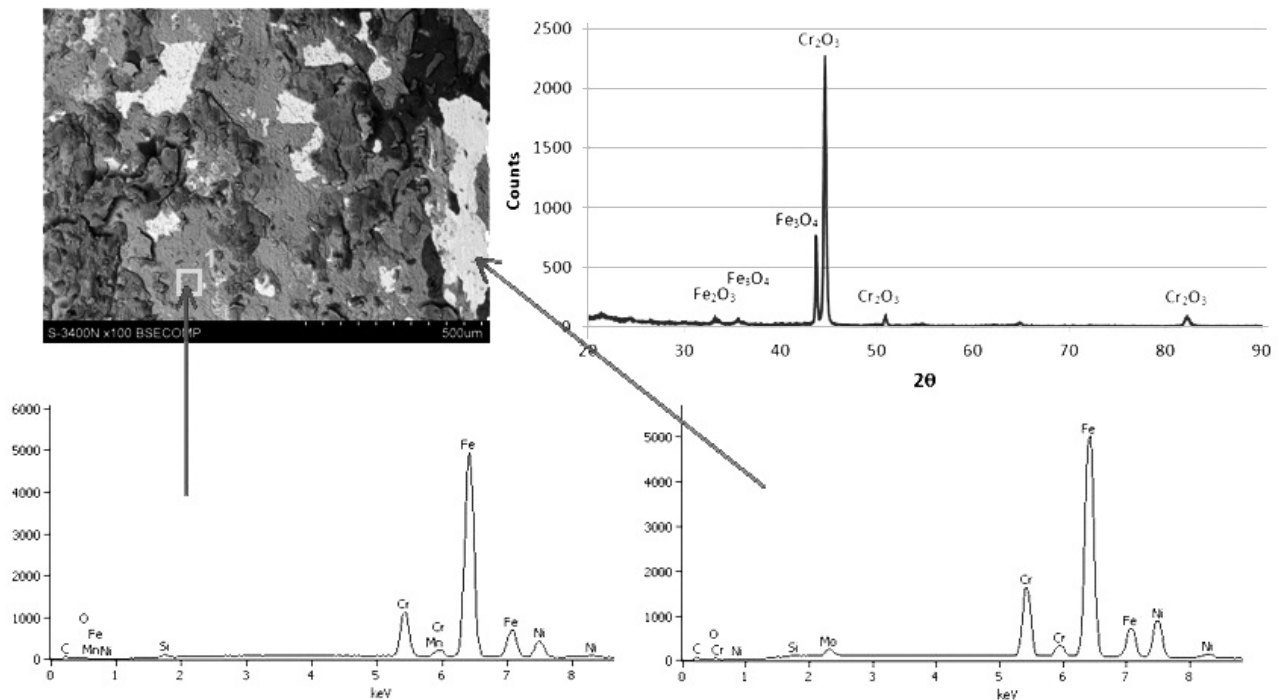 1
S-3400N x100 BSECOMP 500um
2500
2000
1500
1000
500
0
Counts
Cr₂O₃
Fe₃O₄
Fe₃O₄
Fe₂O₃
Cr₂O₃
Cr₂O₃
20 30 40 50 60 70 80 90
2θ
6000
5000
4000
3000
2000
1000
0
Fe
Cr
O
Cr
Fe
Fe
Ni
C
Mn
Ni
Si
Mn
Ni
0 1 2 3 4 5 6 7 8
keV
5000
4000
3000
2000
1000
0
Fe
Cr
Ni
Fe
O
Mo
Cr
C
Cr
Ni
Si
Ni
0 1 2 3 4 5 6 7 8
keV